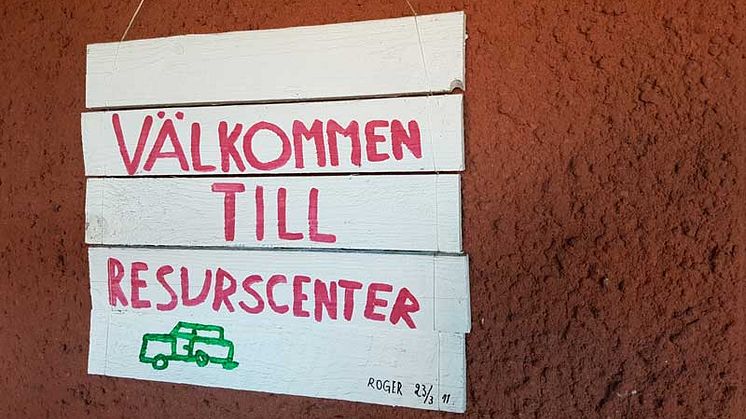 VÄLKOMMEN
TILL
RESURSCENTER
ROGER 23/3 11